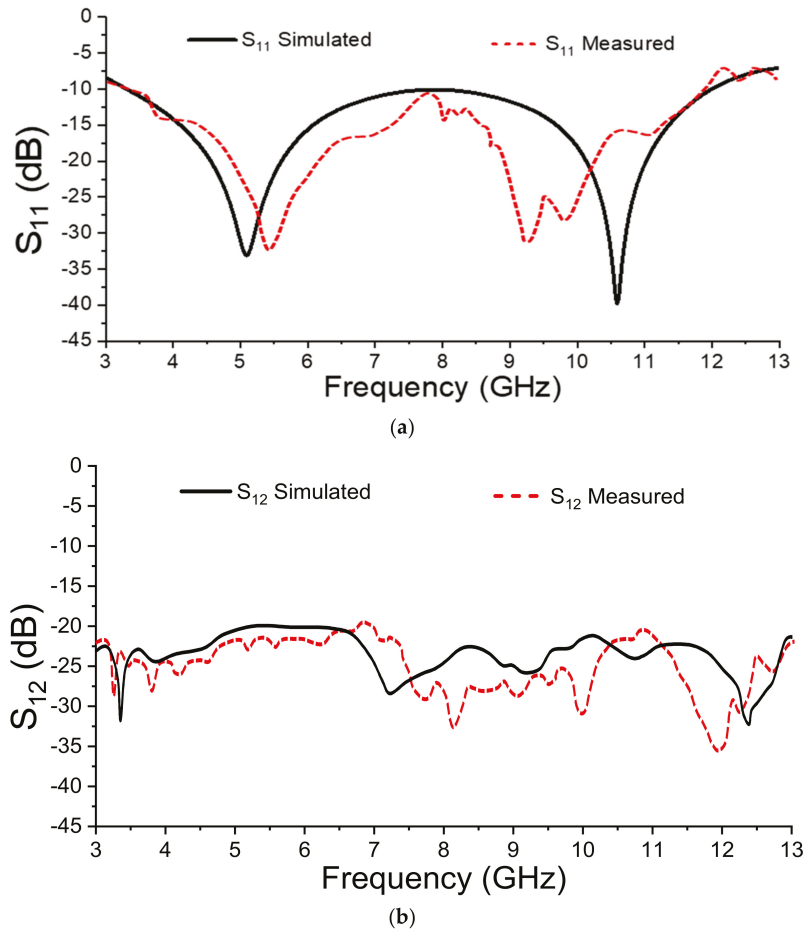 S11 Simulated
S11 Measured
0
-5
-10
-15
-20
-25
-30
-35
-40
-45
S11 (dB)
3 4 5 6 7 8 9 10 11 12 13
Frequency (GHz)
(a)
S12 Simulated
S12 Measured
0
-5
-10
-15
-20
-25
-30
-35
-40
-45
S12 (dB)
3 4 5 6 7 8 9 10 11 12 13
Frequency (GHz)
(b)